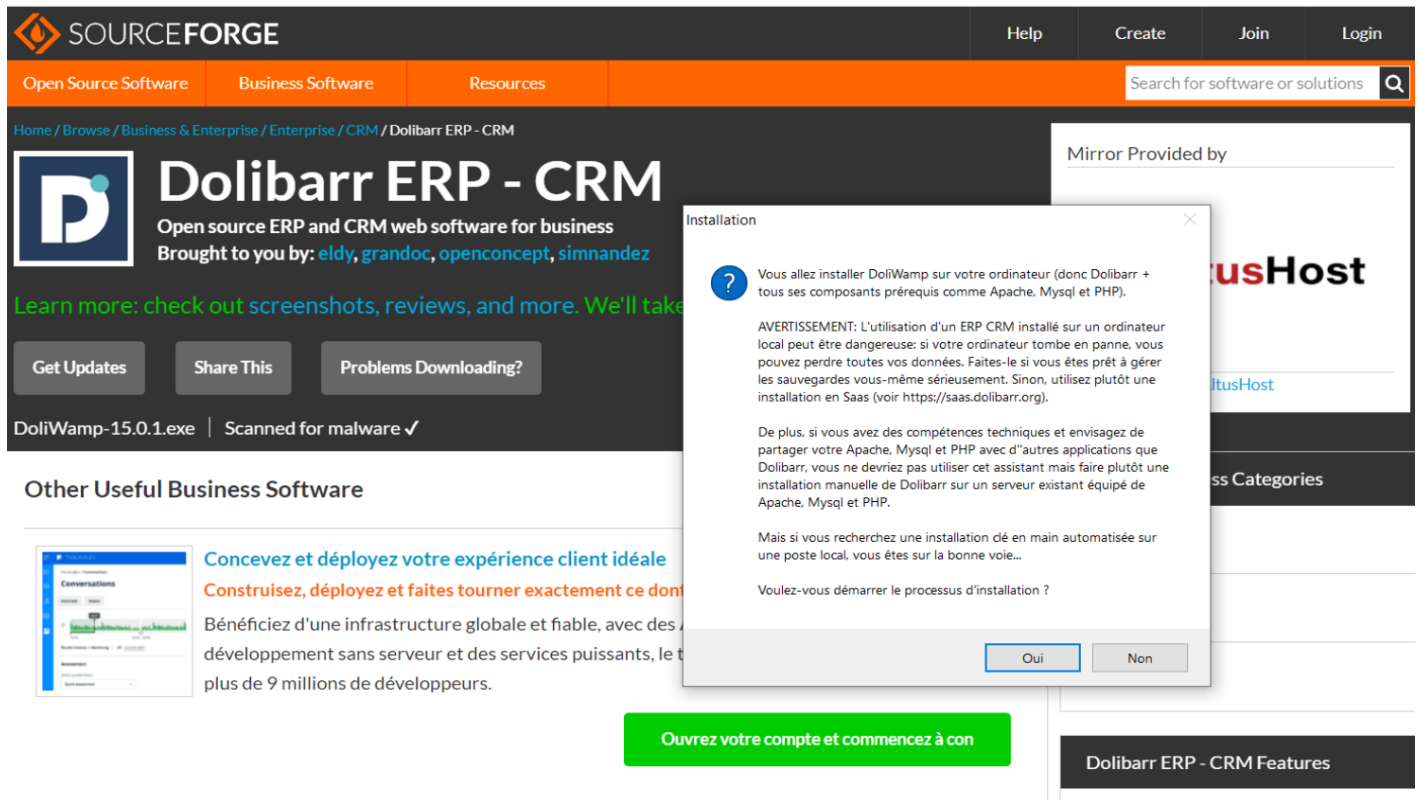 SOURCEFORGE
Help Create Join Login
Open Source Software Business Software Resources
Search for software or solutions
Home / Browse / Business & Enterprise / Enterprise / CRM / Dolibarr ERP - CRM
Dolibarr ERP - CRM
Open source ERP and CRM web software for business
Brought to you by: eldy, grandoc, openconcept, simnandez
Learn more: check out screenshots, reviews, and more. We'll take
Get Updates Share This Problems Downloading?
DoliWamp-15.0.1.exe | Scanned for malware ✓
Mirror Provided by
tusHost
ltusHost
Installation
Vous allez installer DoliWamp sur votre ordinateur (donc Dolibarr +
tous ses composants prérequis comme Apache, Mysql et PHP).
AVERTISSEMENT: L'utilisation d'un ERP CRM installé sur un ordinateur
local peut être dangereuse: si votre ordinateur tombe en panne, vous
pouvez perdre toutes vos données. Faites-le si vous êtes prêt à gérer
les sauvegardes vous-même sérieusement. Sinon, utilisez plutôt une
installation en Saas (voir https://saas.dolibarr.org).
De plus, si vous avez des compétences techniques et envisagez de
partager votre Apache, Mysql et PHP avec d''autres applications que
Dolibarr, vous ne devriez pas utiliser cet assistant mais faire plutôt une
installation manuelle de Dolibarr sur un serveur existant équipé de
Apache, Mysql et PHP.
Mais si vous recherchez une installation clé en main automatisée sur
une poste local, vous êtes sur la bonne voie...
Voulez-vous démarrer le processus d'installation ?
Oui Non
Other Useful Business Software
Conversations
Concevez et déployez votre expérience client idéale
Construisez, déployez et faites tourner exactement ce dont
Bénéficiez d'une infrastructure globale et fiable, avec des
développement sans serveur et des services puissants, le
plus de 9 millions de développeurs.
Ouvrez votre compte et commencez à con
ss Categories
Dolibarr ERP - CRM Features